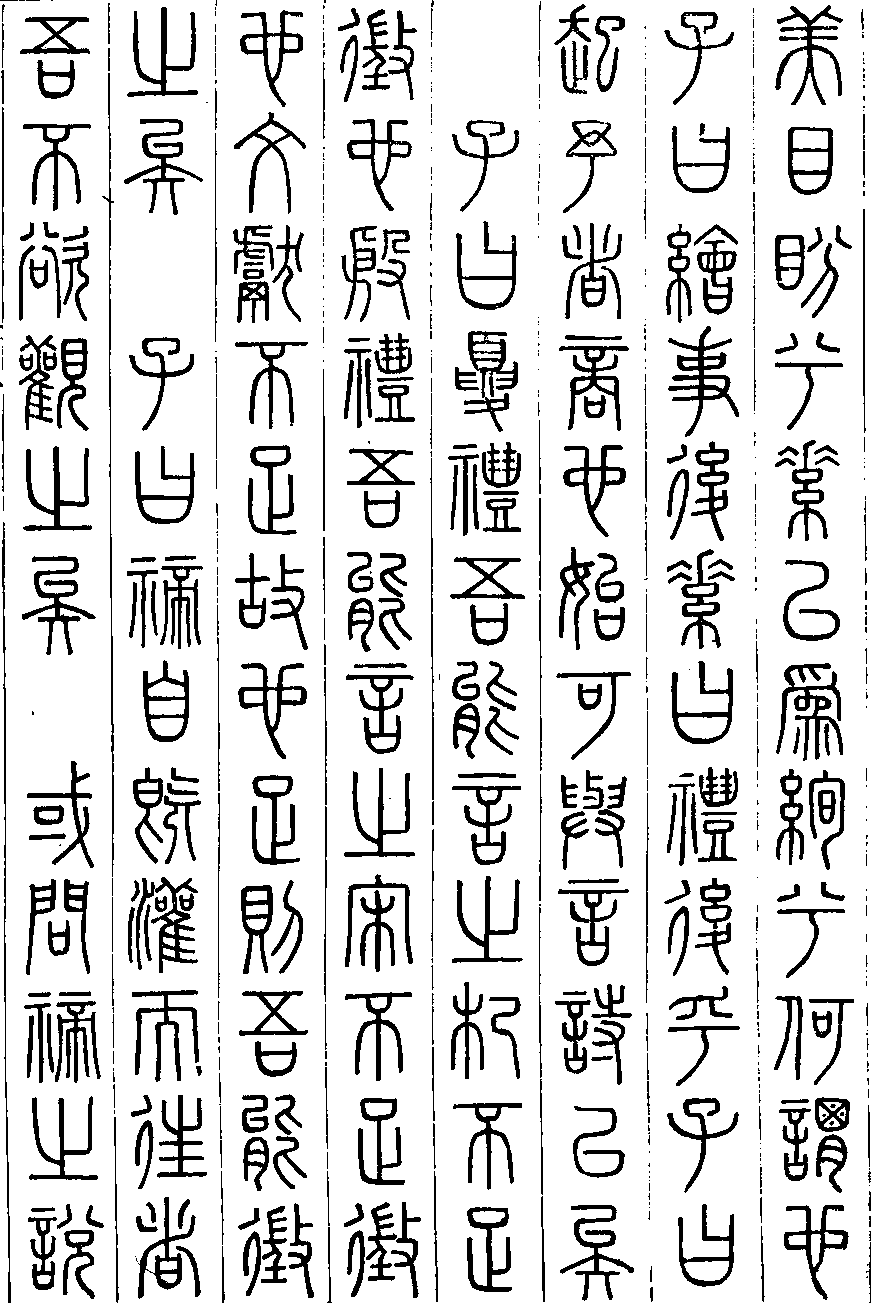 美目盼兮素以爲絢兮何謂也
子曰繪事後素曰禮後乎子曰
起予者商也始可與言詩已矣
子曰夏禮吾能言之杞不足
徵也殷禮吾能言之宋不足徵
也文獻不足故也足則吾能徵
之矣 子曰禘自既灌而往者
吾不欲觀之矣 或問禘之說